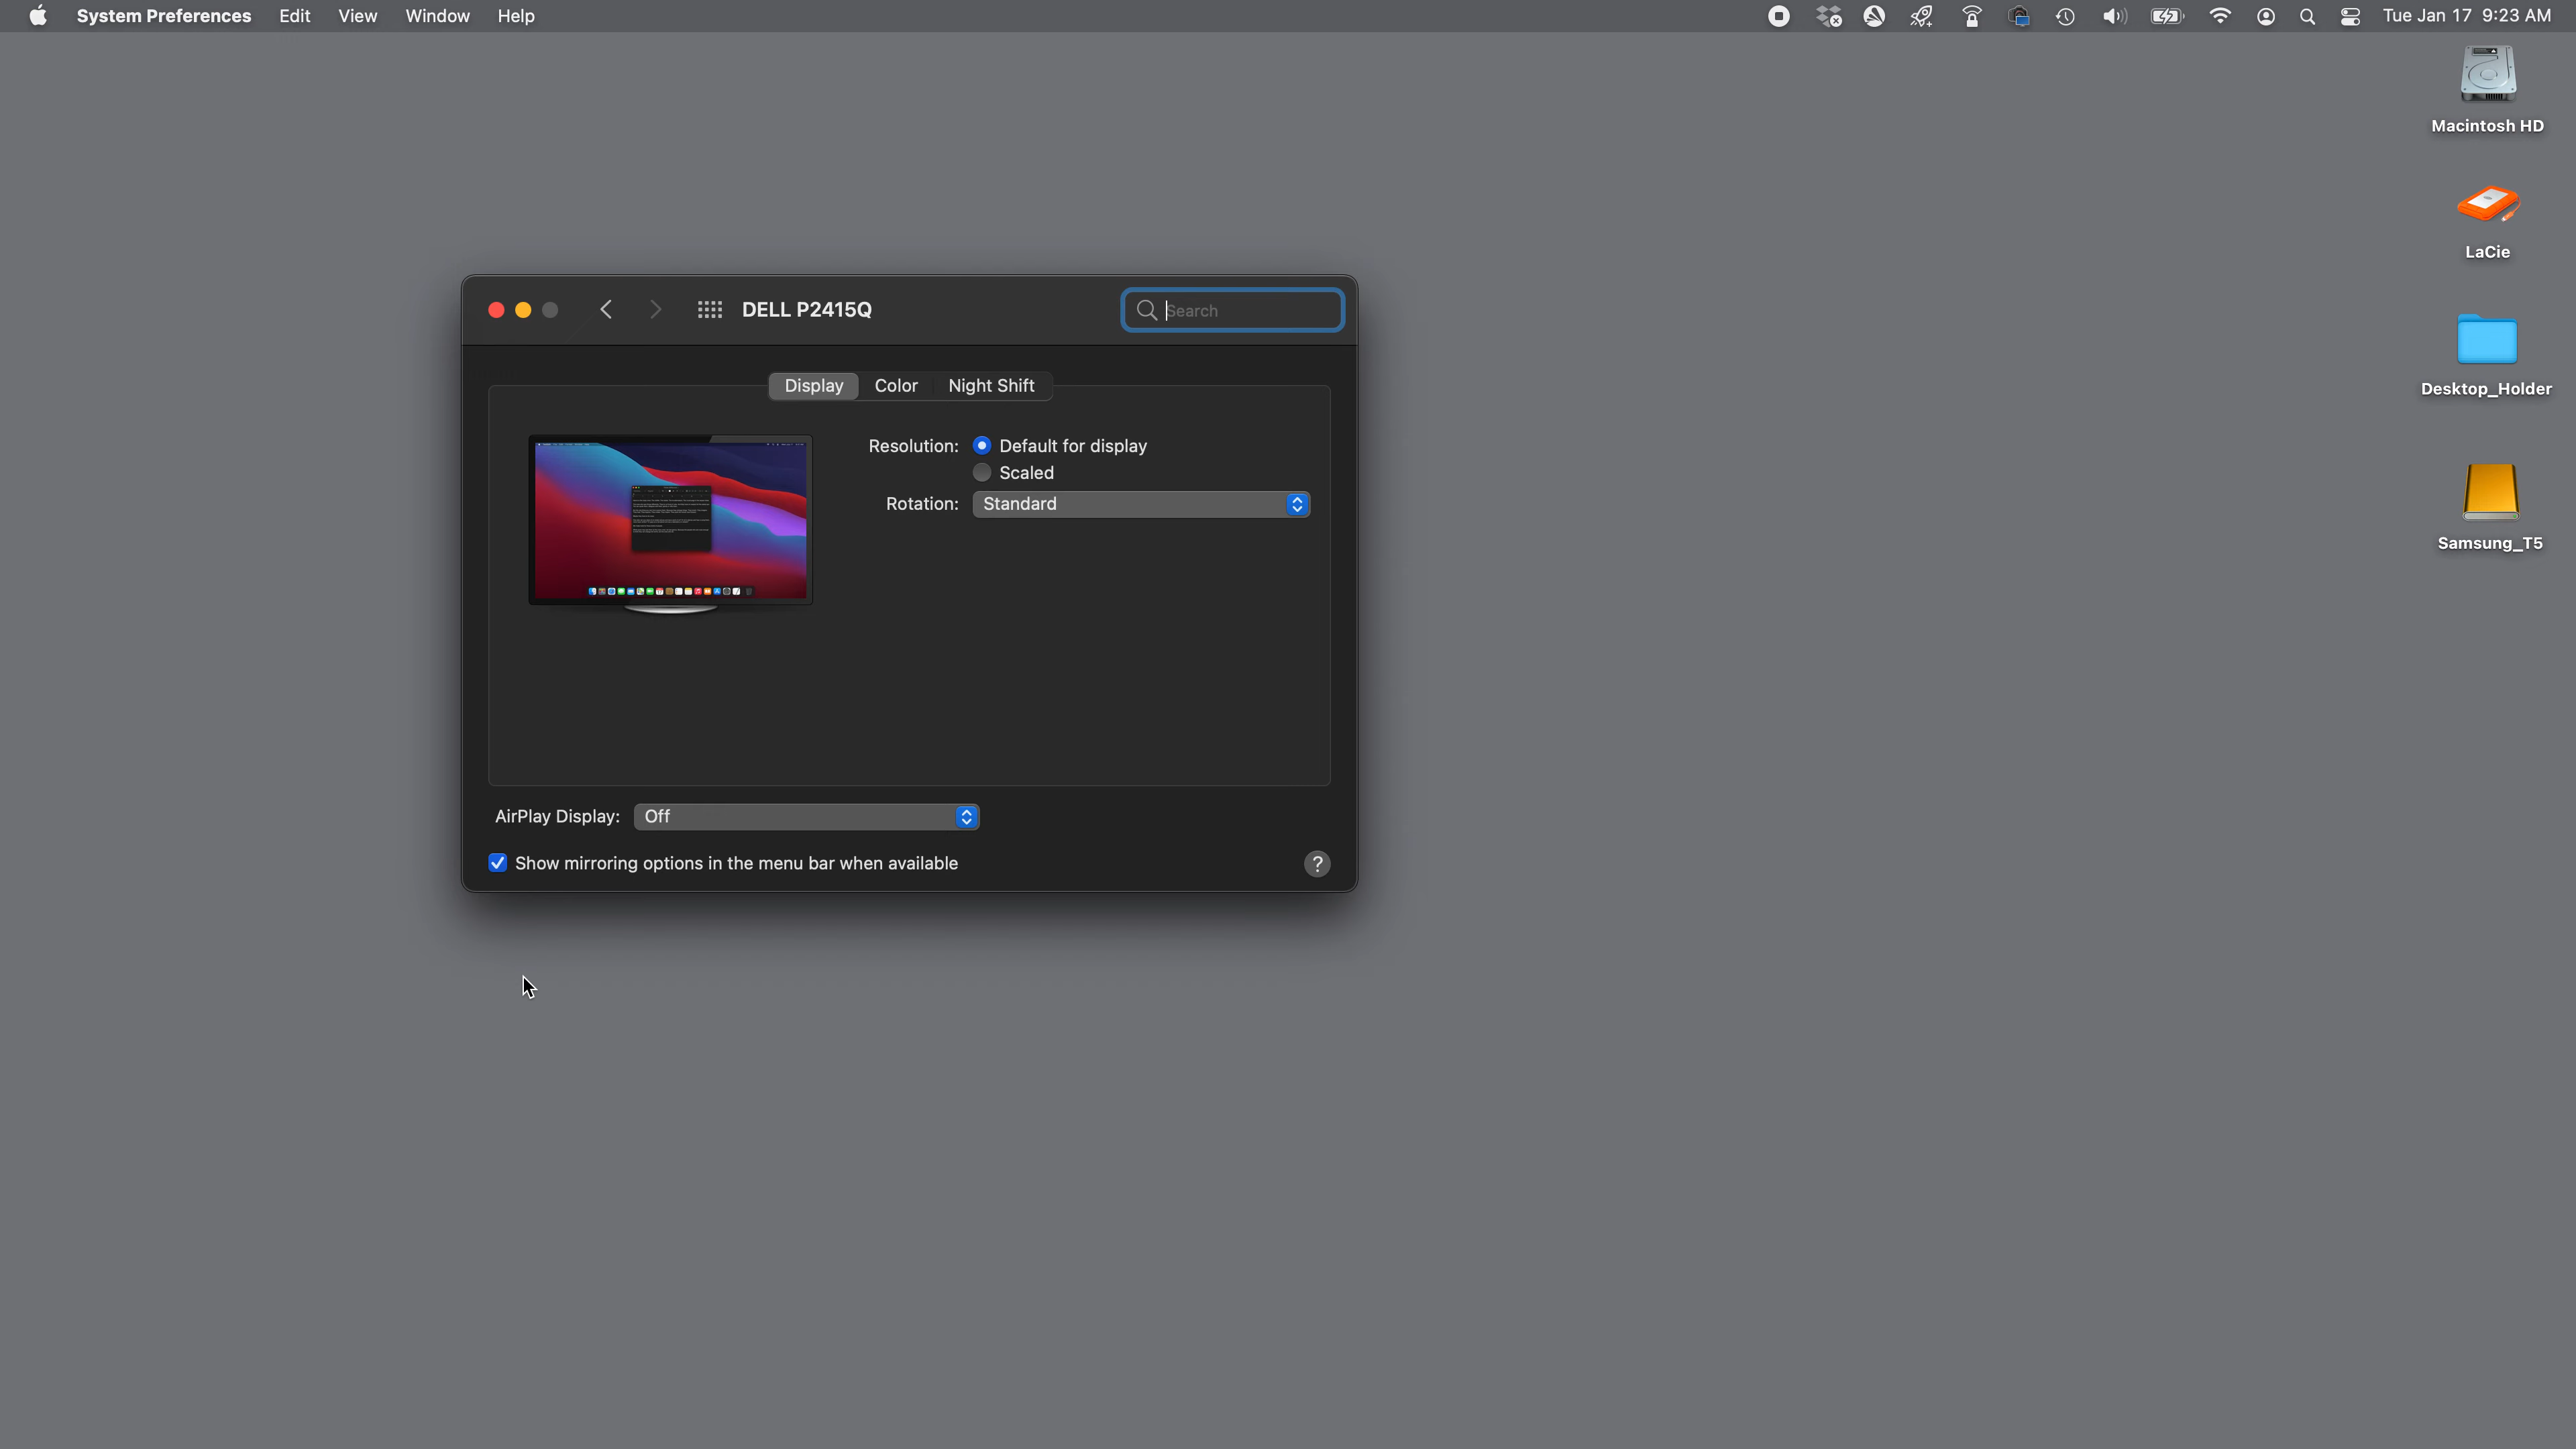 System Preferences Edit View Window Help Tue Jan 17 9:23 AM
Macintosh HD
LaCie
Desktop_Holder
Samsung_T5
DELL P2415Q Search
Display Color Night Shift
Resolution: Default for display
Scaled
Rotation: Standard
AirPlay Display: Off
Show mirroring options in the menu bar when available ?